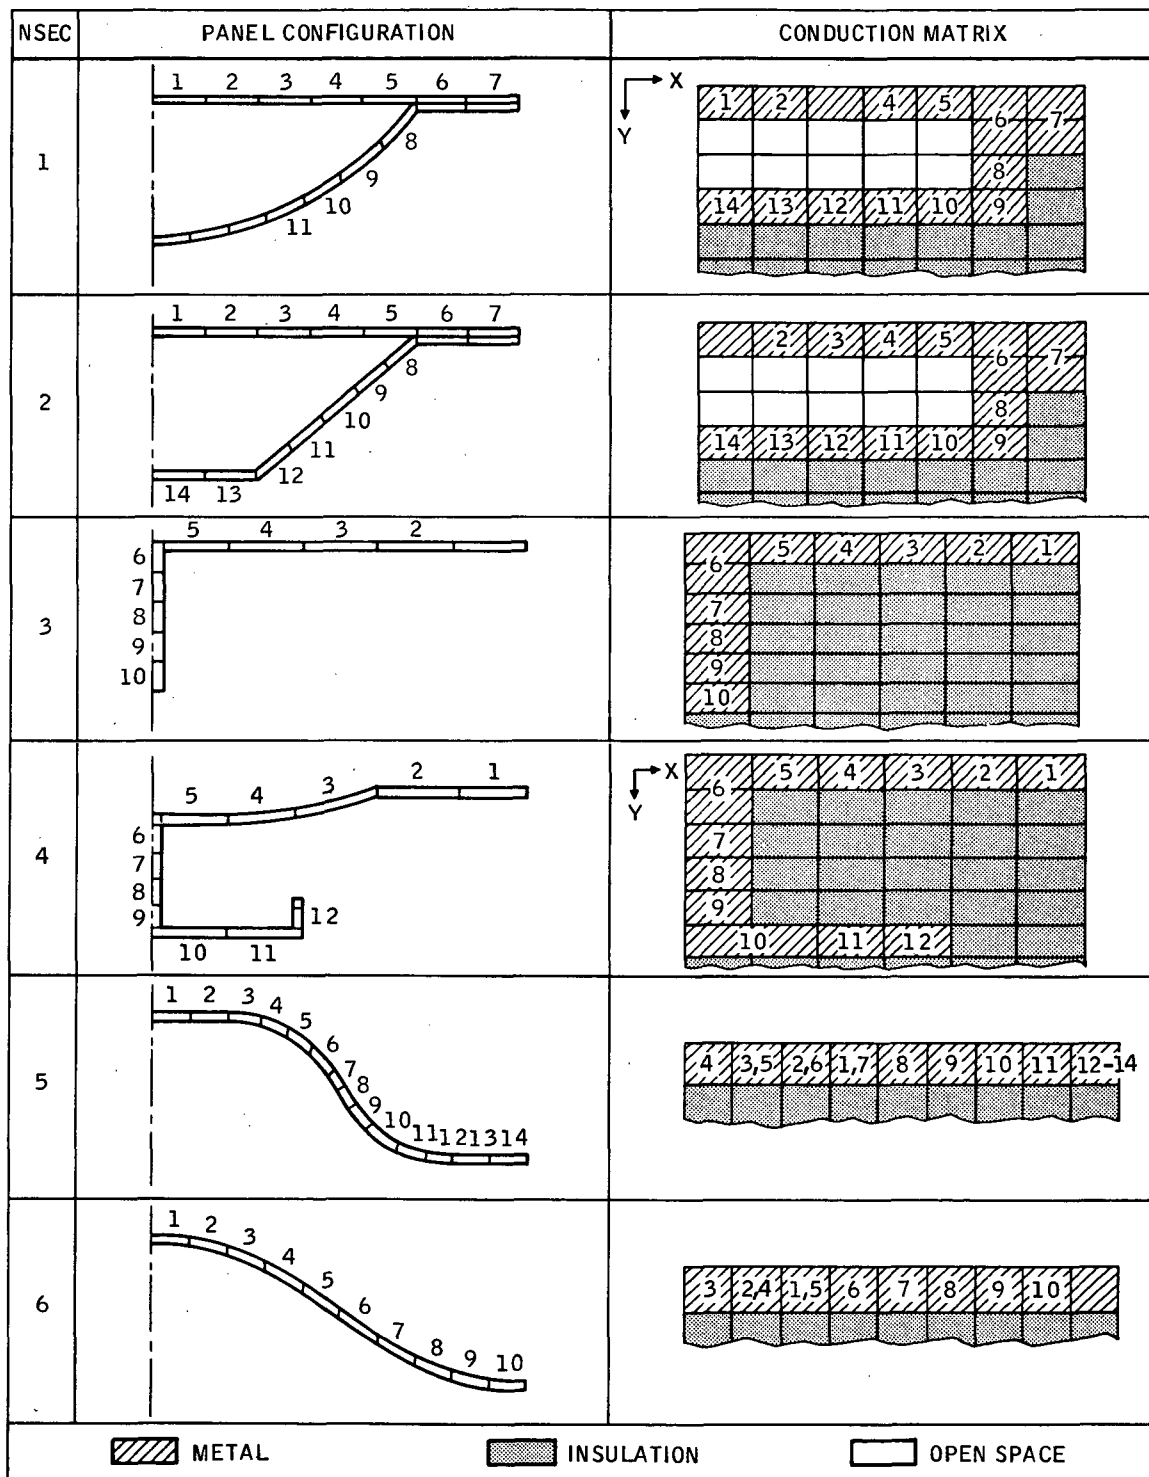 NSEC PANEL CONFIGURATION CONDUCTION MATRIX
1
1 2 3 4 5 6 7
8
9
10
11
X
Y
1 2 4 5
6 7
8
14 13 12 11 10 9
2
1 2 3 4 5 6 7
8
9
10
11
12
14 13
2 3 4 5
6 7
8
14 13 12 11 10 9
3
5 4 3 2
6
7
8
9
10
5 4 3 2 1
6
7
8
9
10
4
5 4 3 2 1
6
7
8
9
12
10 11
X
Y
5 4 3 2 1
6
7
8
9
10 11 12
5
1 2 3 4
5
6
7
8
9
10
11 12 13 14
4 3,5 2,6 1,7 8 9 10 11 12-14
6
1 2 3
4
5
6
7
8
9 10
3 2,4 1,5 6 7 8 9 10
METAL INSULATION OPEN SPACE